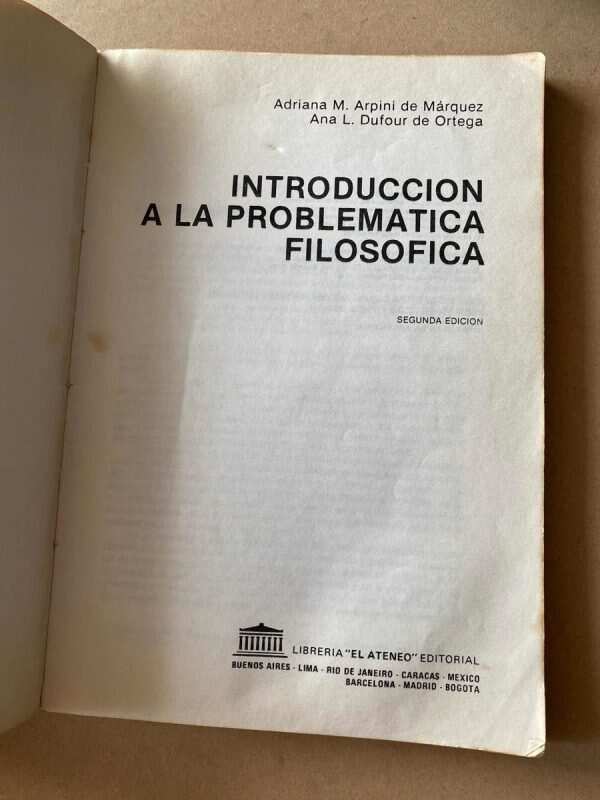 Adriana M. Arpini de Márquez
Ana L. Dufour de Ortega
INTRODUCCION
A LA PROBLEMATICA
FILOSOFICA
SEGUNDA EDICION
LIBRERIA "EL ATENEO" EDITORIAL
BUENOS AIRES - LIMA - RIO DE JANEIRO - CARACAS - MEXICO
BARCELONA - MADRID - BOGOTA